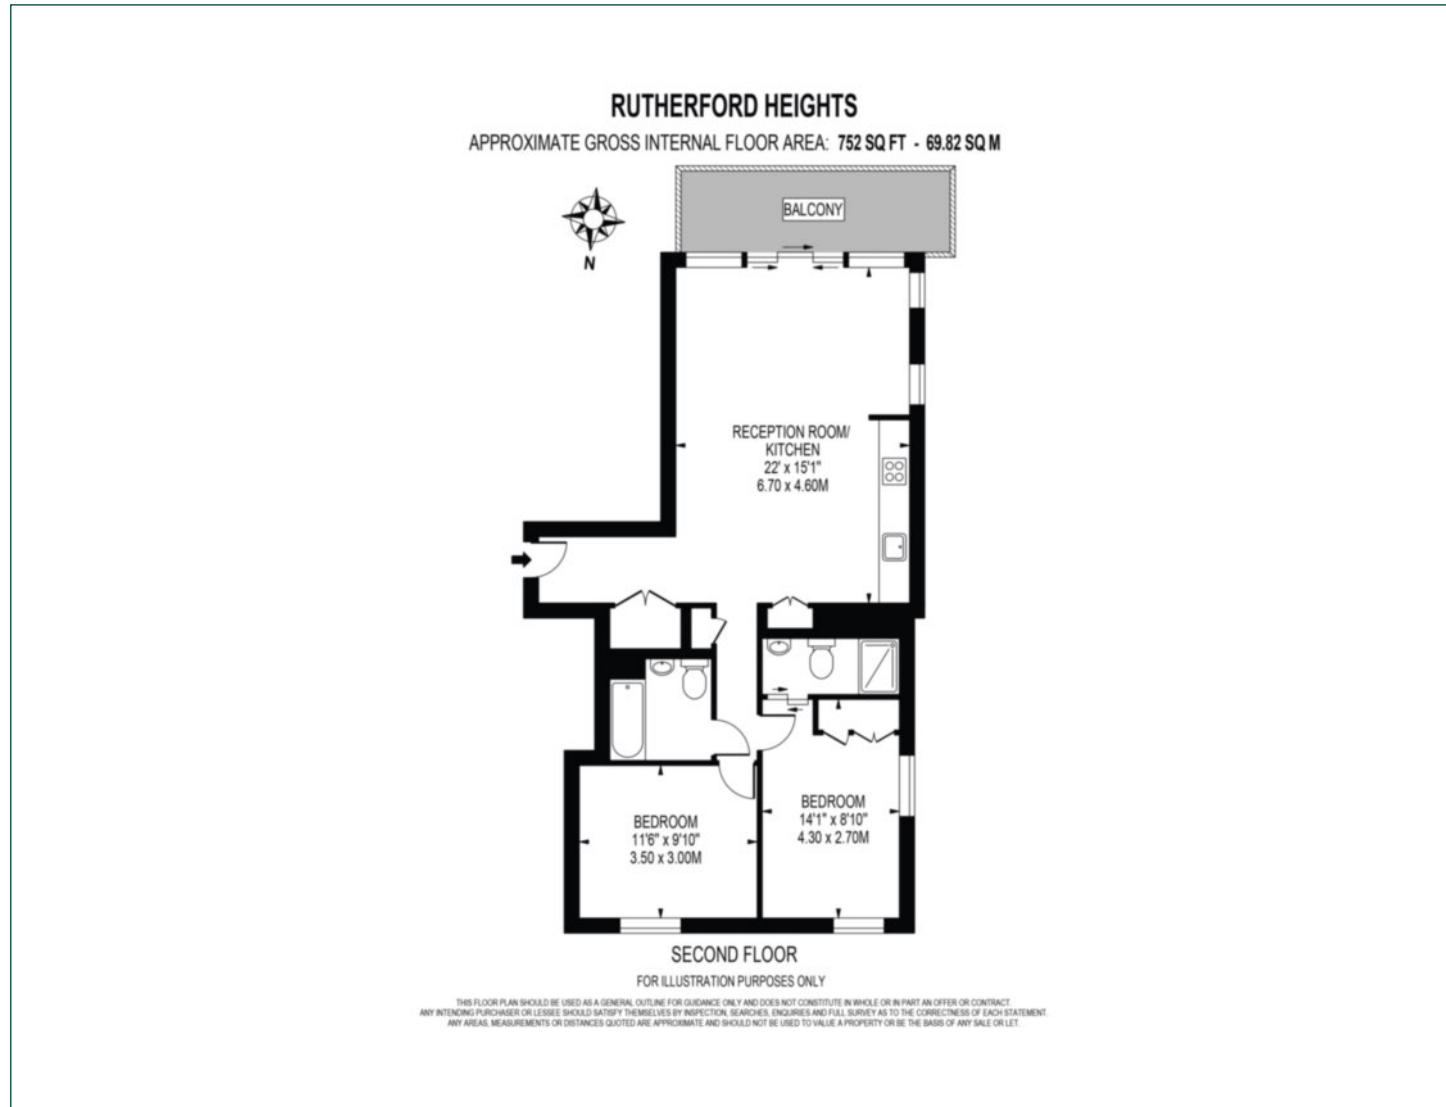 RUTHERFORD HEIGHTS
APPROXIMATE GROSS INTERNAL FLOOR AREA: 752 SQ FT - 69.82 SQ M
BALCONY
N
RECEPTION ROOM/
KITCHEN
22' x 15'1"
6.70 x 4.60M
BEDROOM
11'6" x 9'10"
3.50 x 3.00M
BEDROOM
14'1" x 8'10"
4.30 x 2.70M
SECOND FLOOR
FOR ILLUSTRATION PURPOSES ONLY
THIS FLOOR PLAN SHOULD BE USED AS A GENERAL OUTLINE FOR GUIDANCE ONLY AND DOES NOT CONSTITUTE IN WHOLE OR IN PART AN OFFER OR CONTRACT.
ANY INTENDING PURCHASER OR LESSEE SHOULD SATISFY THEMSELVES BY INSPECTION, SEARCHES, ENQUIRIES AND FULL SURVEY AS TO THE CORRECTNESS OF EACH STATEMENT.
ANY AREAS, MEASUREMENTS OR DISTANCES QUOTED ARE APPROXIMATE AND SHOULD NOT BE USED TO VALUE A PROPERTY OR BE THE BASIS OF ANY SALE OR LET.